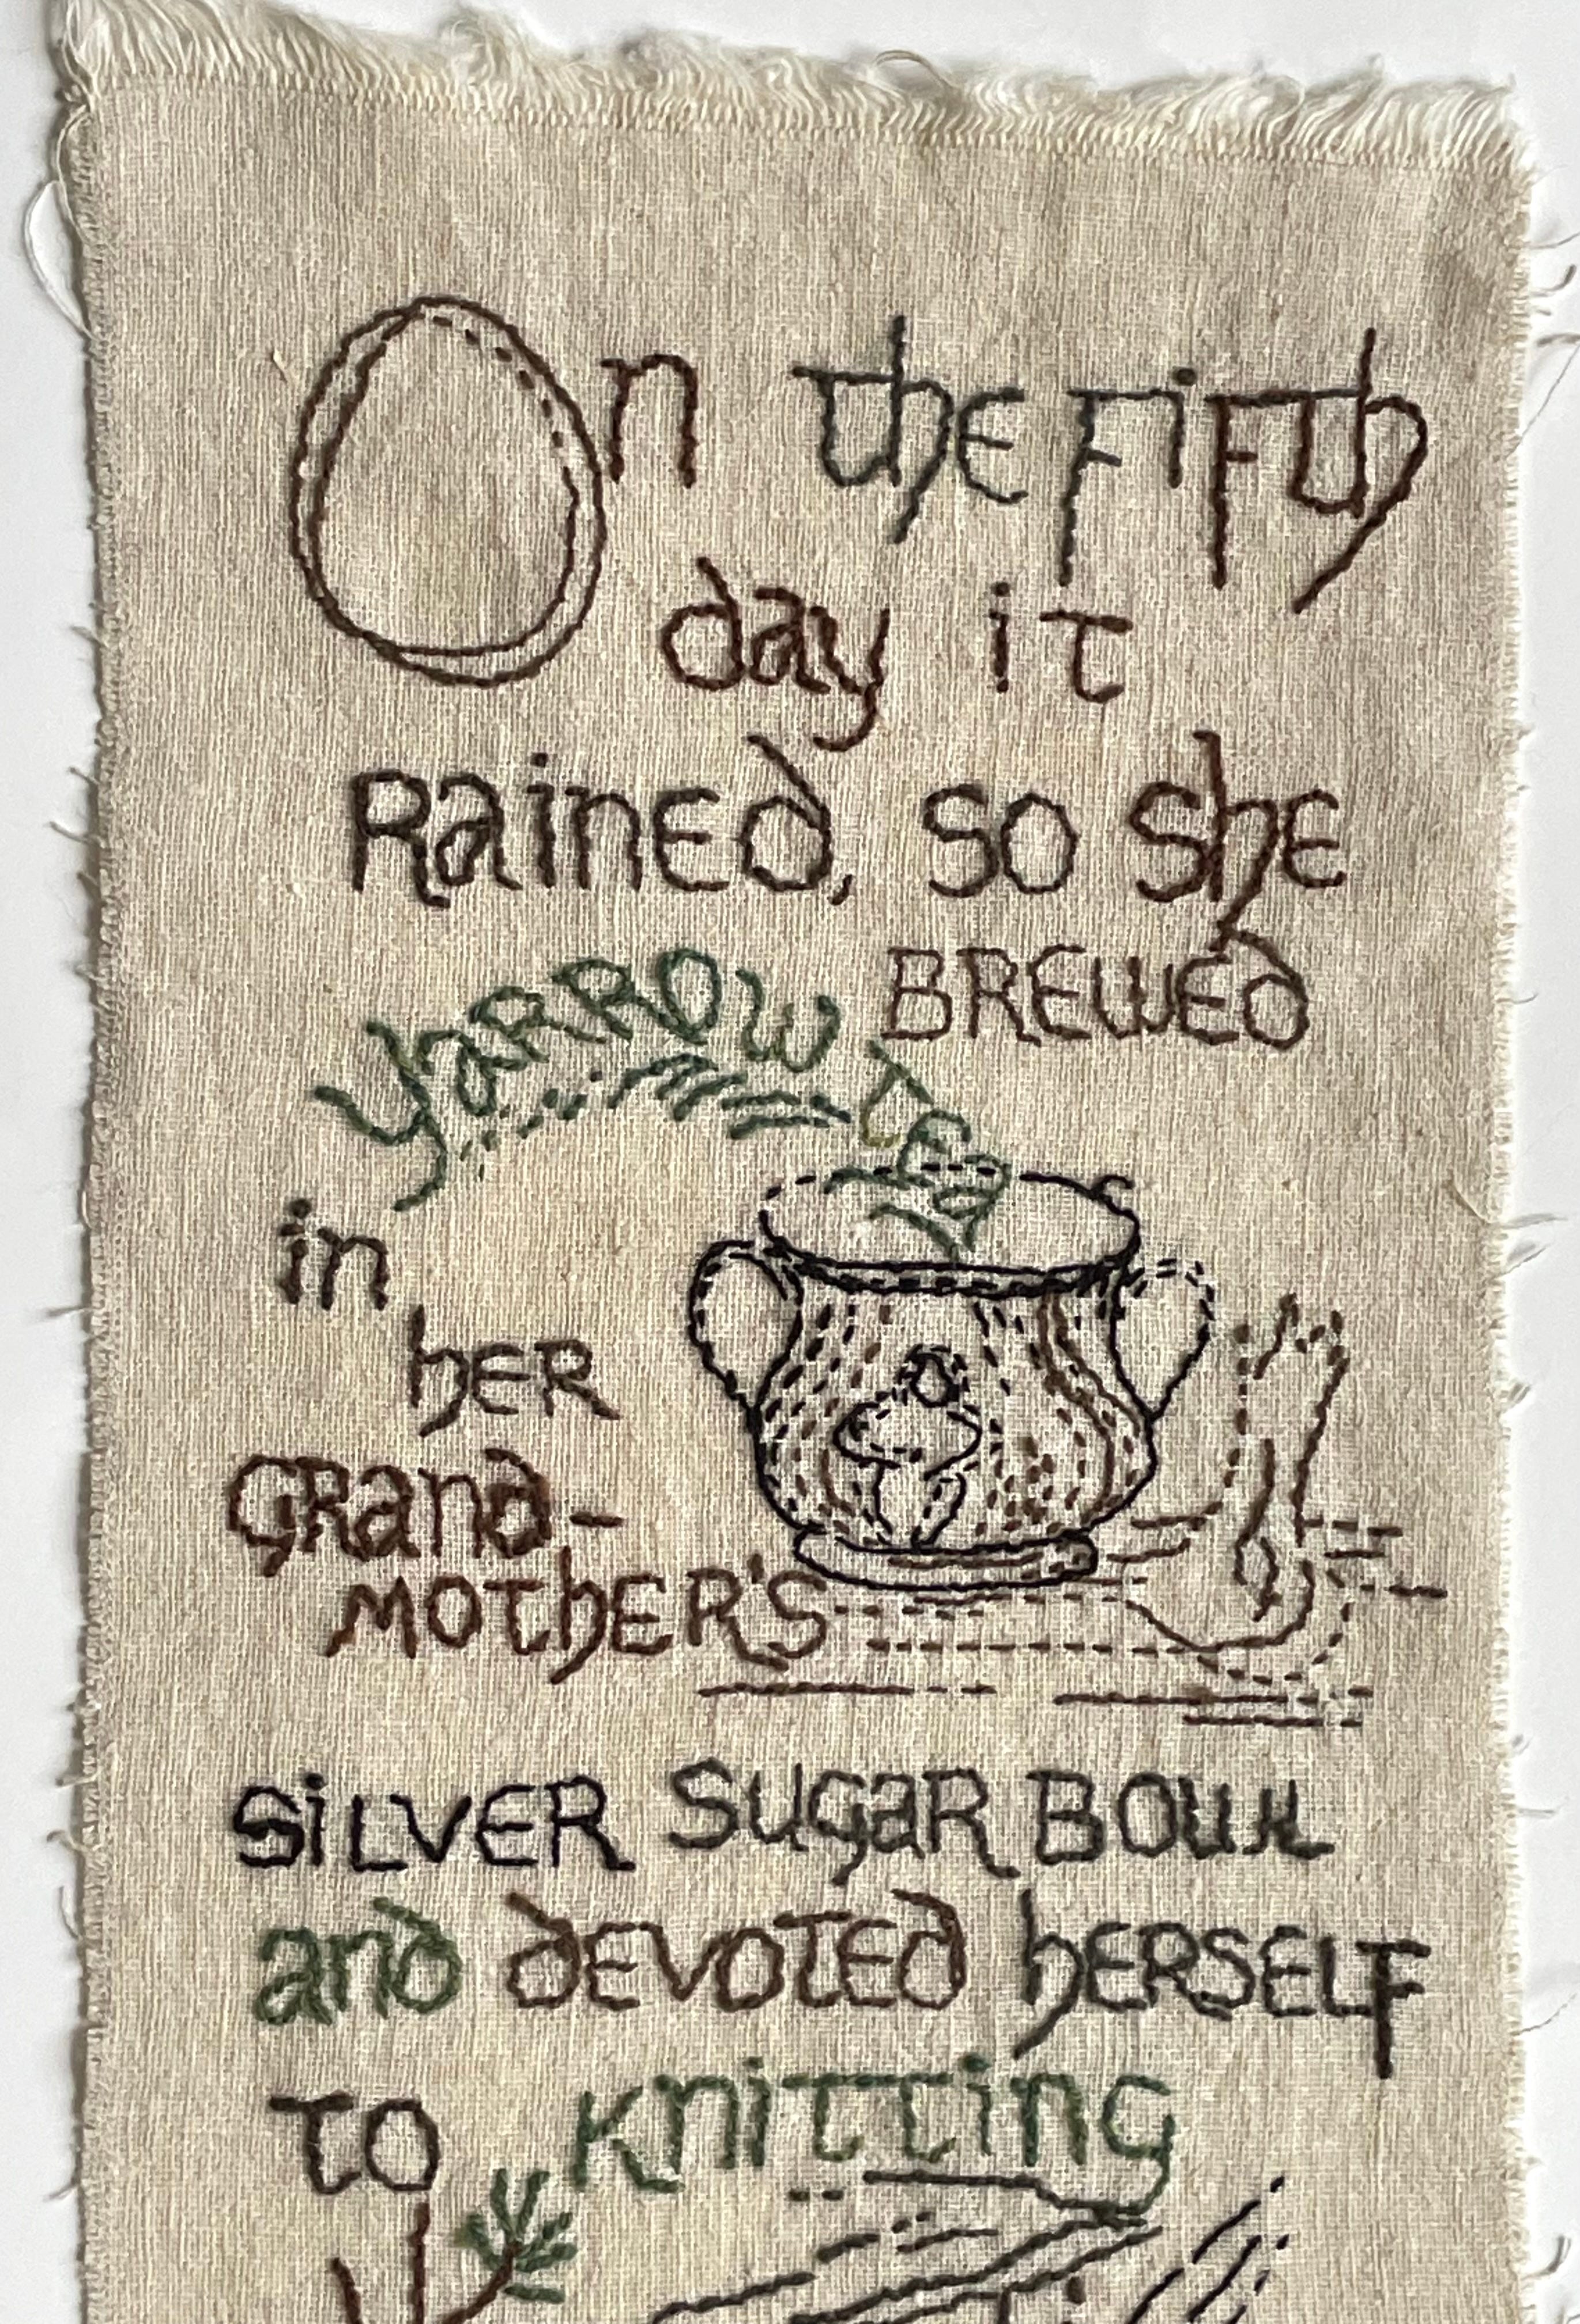 On the Fifth
day it
Rained, so she
BREWED
YaRROW tea
in
hER
GRand-
MOthER'S
SiLVER SugaR BOWL
and dEVOTED hERSELF
TO KniTTing